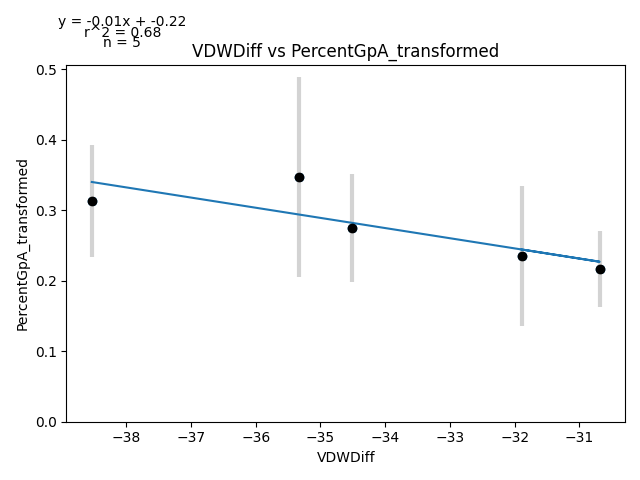 y = -0.01x + -0.22
r^2 = 0.68
n = 5
VDWDiff vs PercentGpA_transformed
PercentGpA_transformed
0.5
0.4
0.3
0.2
0.1
0.0
−38 −37 −36 −35 −34 −33 −32 −31
VDWDiff